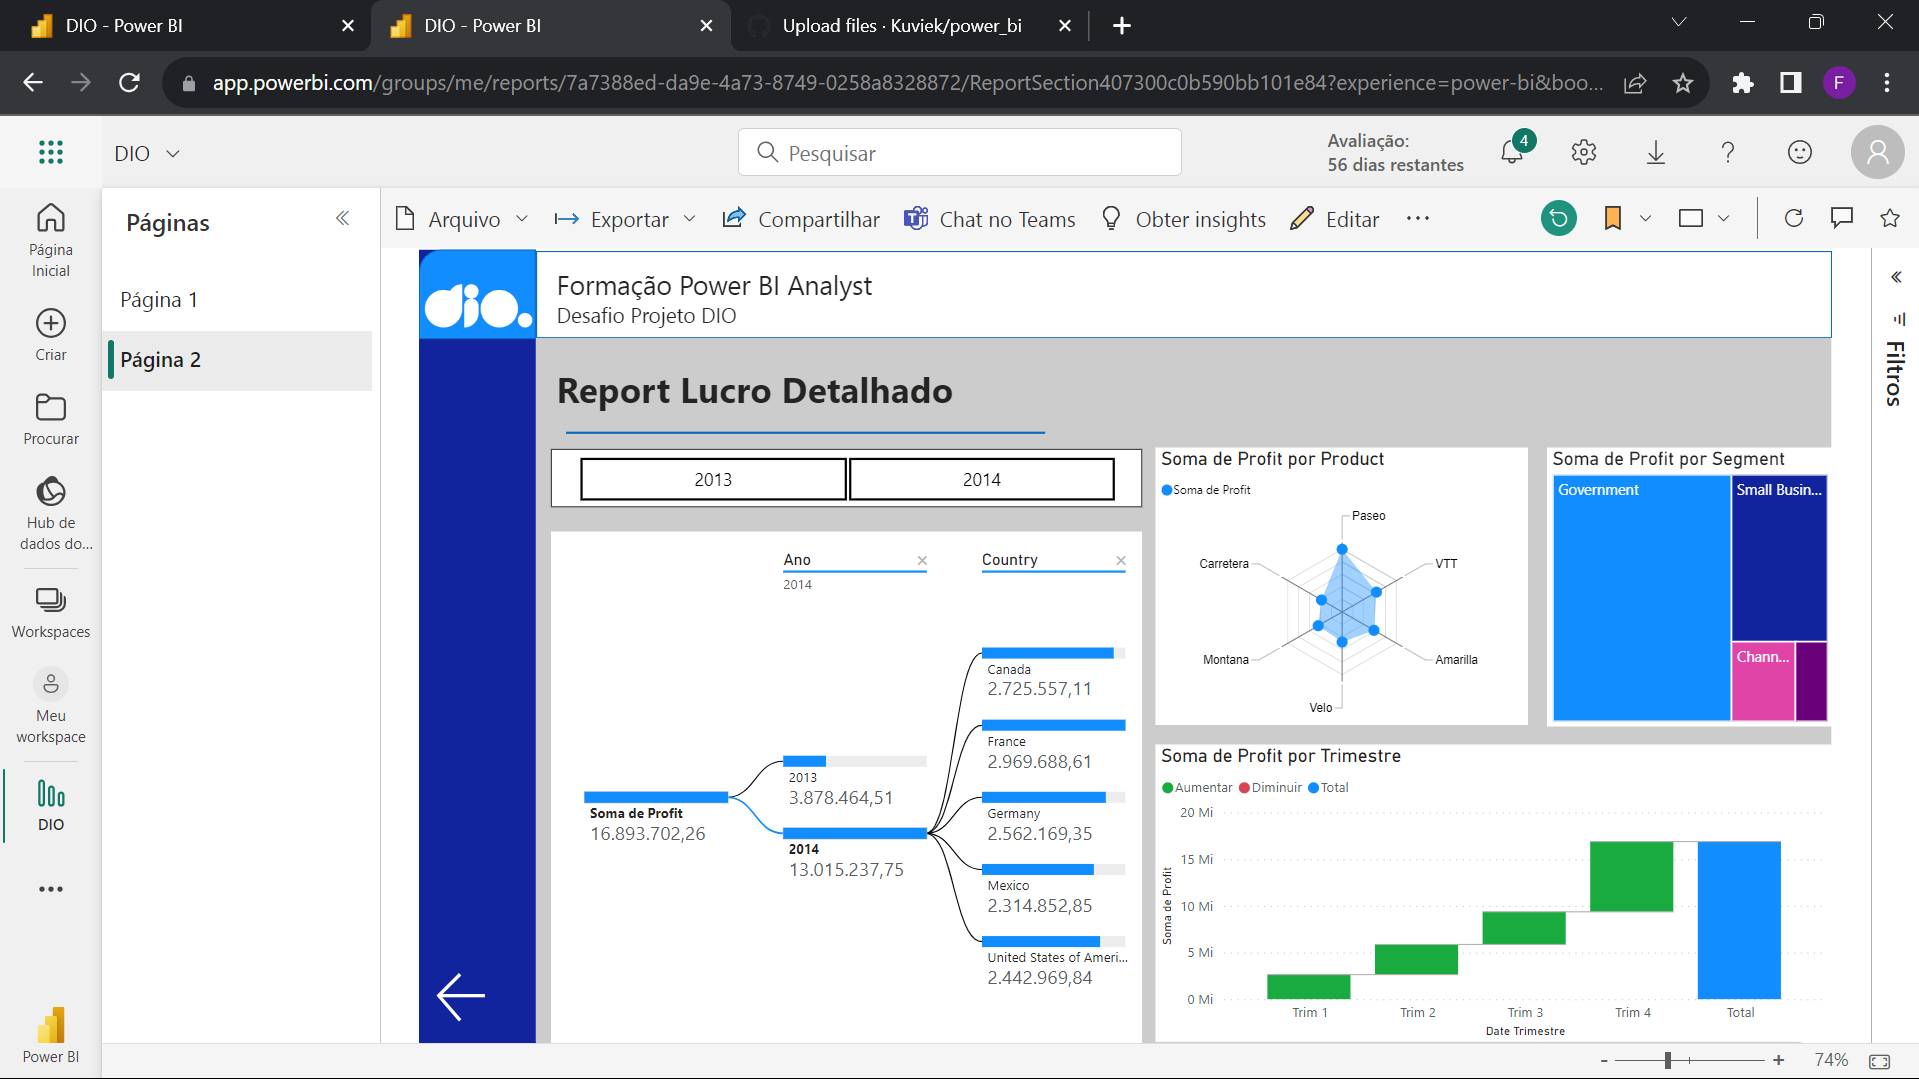 DIO - Power BI
DIO - Power BI
Upload files · Kuviek/power_bi
app.powerbi.com/groups/me/reports/7a7388ed-da9e-4a73-8749-0258a8328872/ReportSection407300c0b590bb101e84?experience=power-bi&boo...
F
DIO
Pesquisar
Avaliação:
56 dias restantes
4
Página
Inicial
Criar
Procurar
Hub de
dados do...
Workspaces
Meu
workspace
DIO
Power BI
Páginas
Página 1
Página 2
Arquivo
Exportar
Compartilhar
Chat no Teams
Obter insights
Editar
Filtros
dio.
Formação Power BI Analyst
Desafio Projeto DIO
Report Lucro Detalhado
2013
2014
Ano
2014
Country
Soma de Profit
16.893.702,26
2013
3.878.464,51
2014
13.015.237,75
Canada
2.725.557,11
France
2.969.688,61
Germany
2.562.169,35
Mexico
2.314.852,85
United States of Ameri...
2.442.969,84
Soma de Profit por Product
Soma de Profit
Paseo
VTT
Amarilla
Velo
Montana
Carretera
Soma de Profit por Segment
Government
Small Busin...
Chann...
Soma de Profit por Trimestre
Aumentar
Diminuir
Total
Soma de Profit
20 Mi
15 Mi
10 Mi
5 Mi
0 Mi
Trim 1
Trim 2
Trim 3
Trim 4
Total
Date Trimestre
- + 74%